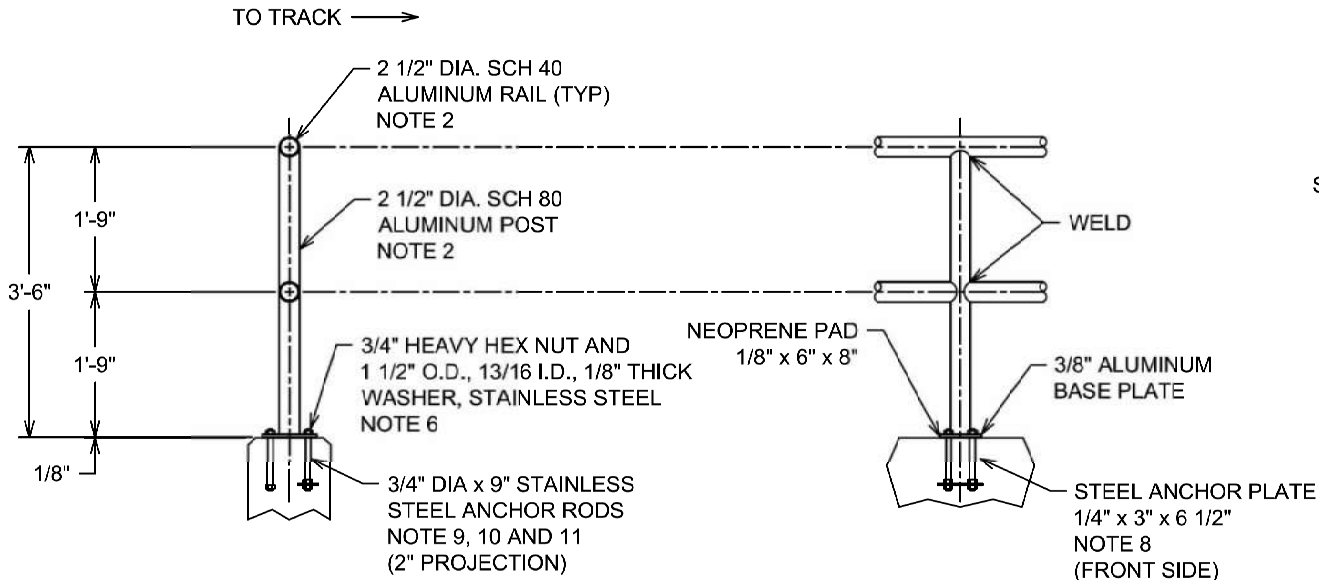 TO TRACK
2 1/2" DIA. SCH 40
ALUMINUM RAIL (TYP)
NOTE 2
2 1/2" DIA. SCH 80
ALUMINUM POST
NOTE 2
1'-9"
3'-6"
1'-9"
1/8"
3/4" HEAVY HEX NUT AND
1 1/2" O.D., 13/16 I.D., 1/8" THICK
WASHER, STAINLESS STEEL
NOTE 6
3/4" DIA x 9" STAINLESS
STEEL ANCHOR RODS
NOTE 9, 10 AND 11
(2" PROJECTION)
WELD
NEOPRENE PAD
1/8" x 6" x 8"
3/8" ALUMINUM
BASE PLATE
STEEL ANCHOR PLATE
1/4" x 3" x 6 1/2"
NOTE 8
(FRONT SIDE)